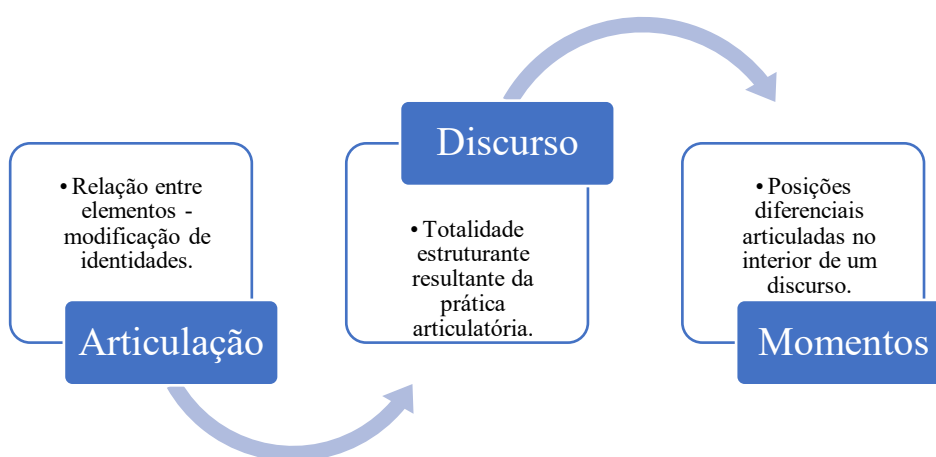 • Relação entre
elementos -
modificação de
identidades.
Articulação
Discurso
• Totalidade
estruturante
resultante da
prática
articulatória.
• Posições
diferenciais
articuladas no
interior de um
discurso.
Momentos